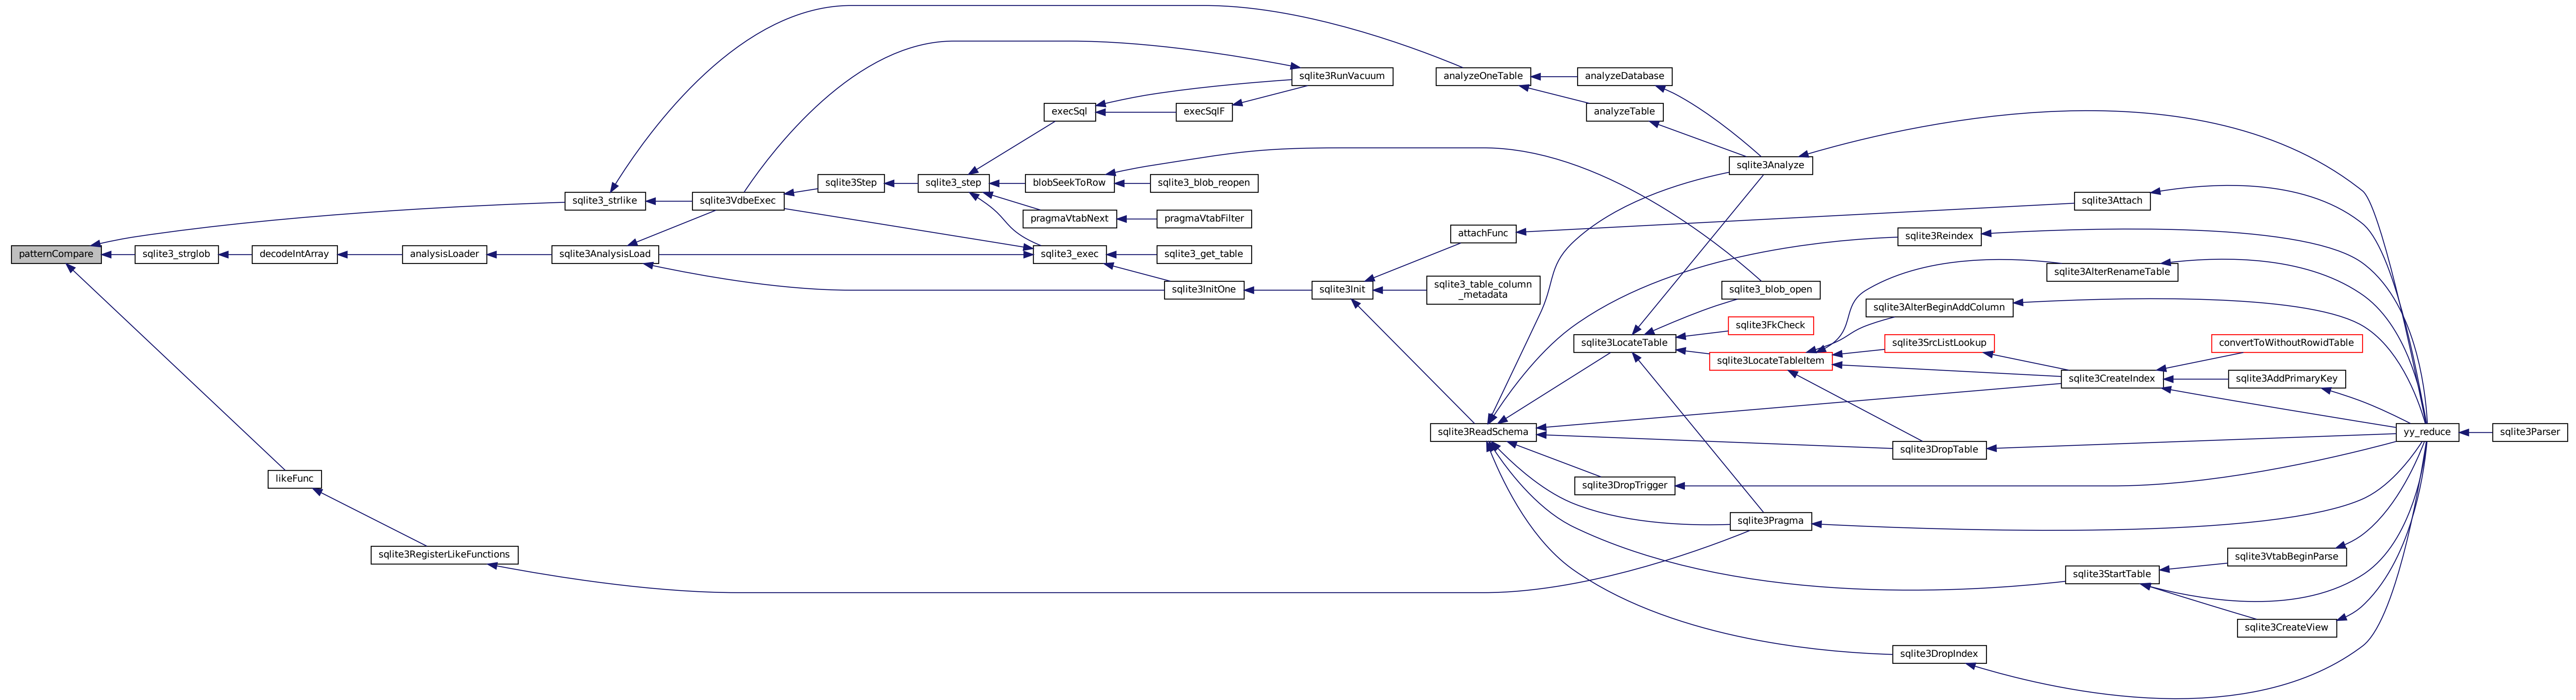 patternCompare
sqlite3_strglob
likeFunc
decodeIntArray
sqlite3RegisterLikeFunctions
analysisLoader
sqlite3_strlike
sqlite3AnalysisLoad
sqlite3VdbeExec
sqlite3Step
sqlite3_step
execSql
blobSeekToRow
pragmaVtabNext
sqlite3_exec
execSqlF
sqlite3_blob_reopen
pragmaVtabFilter
sqlite3_get_table
sqlite3InitOne
sqlite3RunVacuum
sqlite3Init
analyzeOneTable
attachFunc
sqlite3_table_column
_metadata
sqlite3ReadSchema
analyzeDatabase
analyzeTable
sqlite3LocateTable
sqlite3DropTrigger
sqlite3Analyze
sqlite3_blob_open
sqlite3FkCheck
sqlite3LocateTableItem
sqlite3Pragma
sqlite3Reindex
sqlite3AlterBeginAddColumn
sqlite3SrcListLookup
sqlite3DropTable
sqlite3DropIndex
sqlite3Attach
sqlite3AlterRenameTable
sqlite3CreateIndex
sqlite3StartTable
convertToWithoutRowidTable
sqlite3AddPrimaryKey
sqlite3VtabBeginParse
sqlite3CreateView
yy_reduce
sqlite3Parser